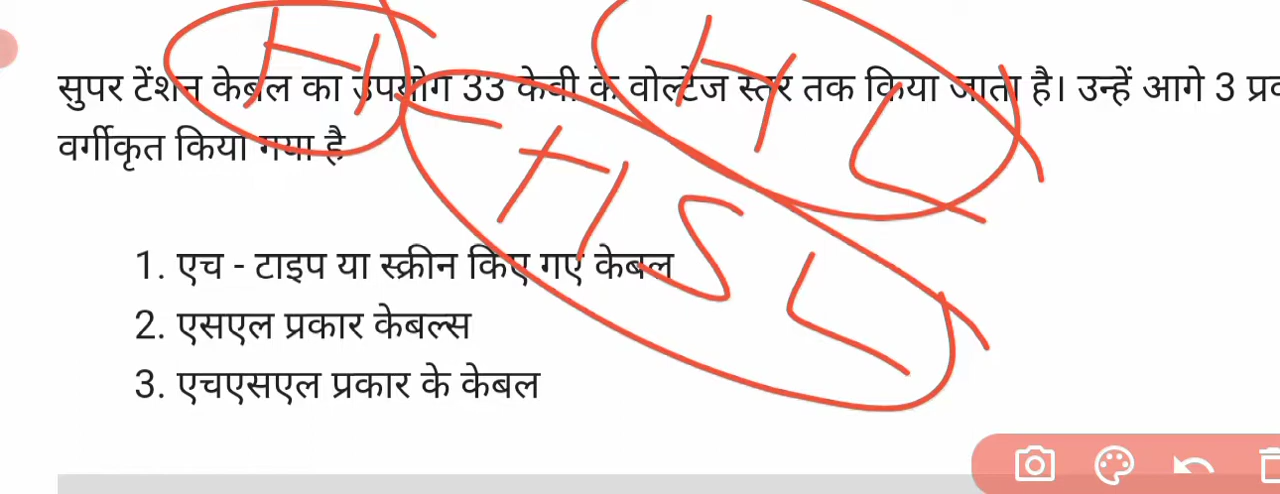 सुपर टेंशन केबल का उपयोग 33 केवी के वोल्टेज स्तर तक किया जाता है। उन्हें आगे 3
वर्गीकृत किया गया है
H
HL
HSL
1. एच - टाइप या स्क्रीन किए गए केबल
2. एसएल प्रकार केबल्स
3. एचएसएल प्रकार के केबल